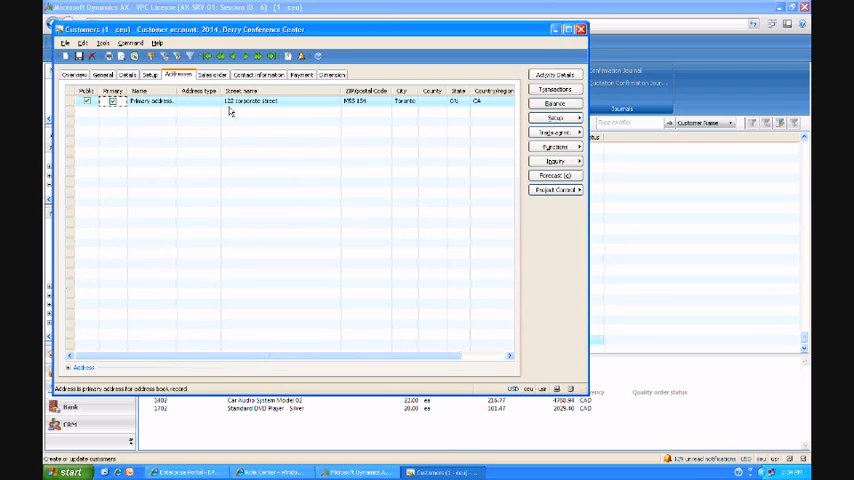 Microsoft Dynamics AX - VPC License [AX-SRV-01: Session ID - 4] - [1 - ceu]
Customers (1 - ceu) - Customer account: 2014, Derry Conference Center
File Edit Tools Command Help
Overview General Details Setup Addresses Sales order Contact information Payment Dimension
Public Primary Name Address type Street name ZIP/postal Code City County State Country/region
Primary address. 122 corporate street M5S 1S4 Toronto ON CA
Activity Details
Transactions
Balance
Setup
Functions
Inquiry
Forecast
Project Control
Confirmation Journal
Quotation Confirmation Jour...
Journals
Type to filter Customer Name
Address
Address is primary address for address book record.
USD ceu usr
Quality order status
1402 Car Audio System Model 02 22.00 ea 216.77 4768.94 CAD
1702 Standard DVD Player - Silver 20.00 ea 101.47 2029.40 CAD
Bank
CRM
Create or update customers
129 unread notifications USD ceu usr
start Enterprise Portal - EP... Role Center - Window... Microsoft Dynamics A... Customers (1 - ceu) - ... 2:04 PM